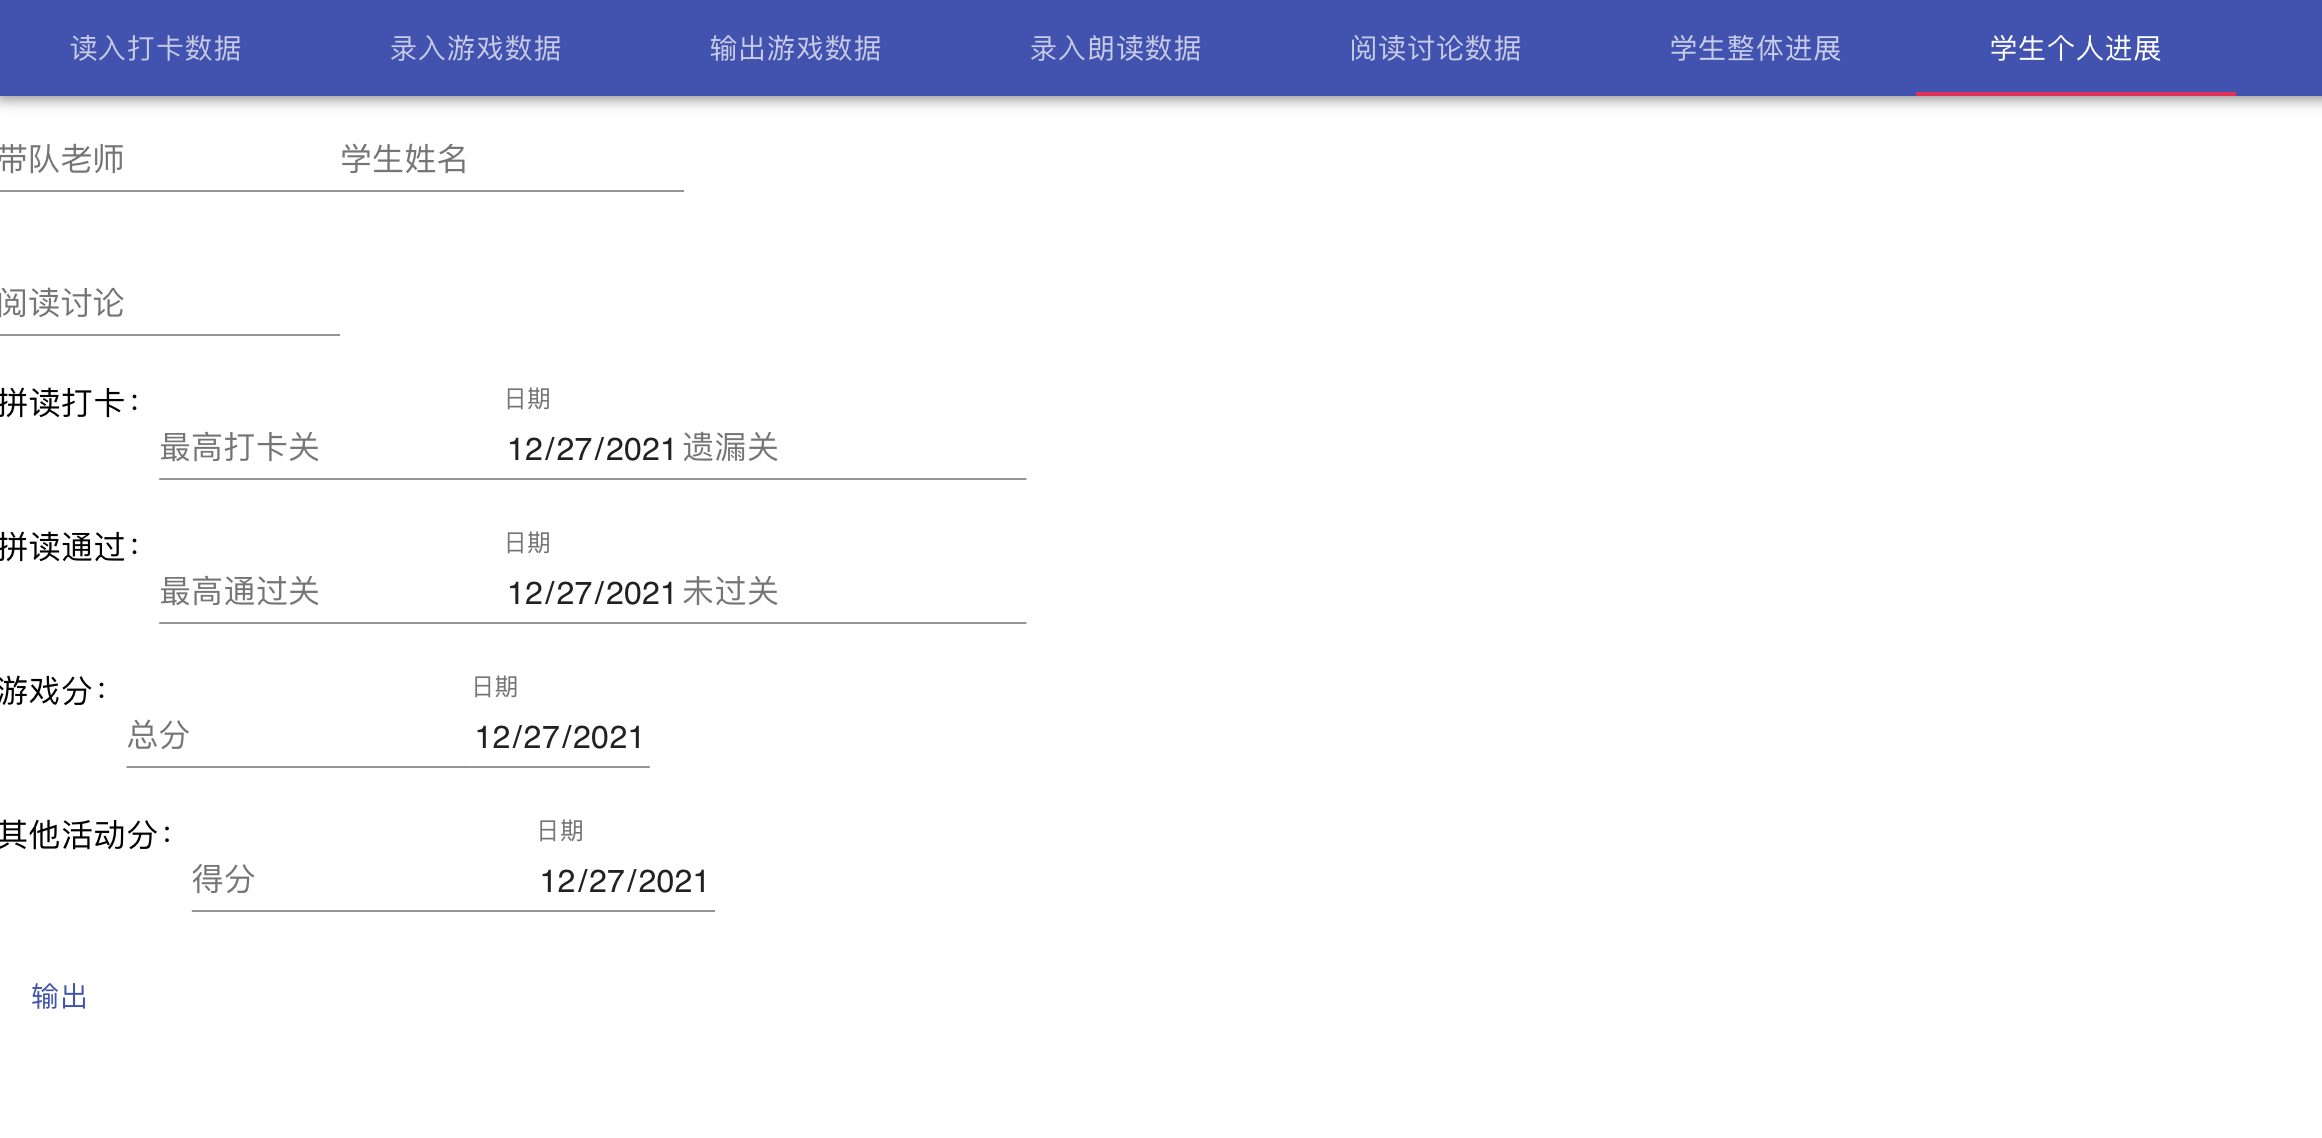 读入打卡数据 录入游戏数据 输出游戏数据 录入朗读数据 阅读讨论数据 学生整体进展 学生个人进展
带队老师 学生姓名
阅读讨论
拼读打卡： 日期
最高打卡关 12/27/2021 遗漏关
拼读通过： 日期
最高通过关 12/27/2021 未过关
游戏分： 日期
总分 12/27/2021
其他活动分： 日期
得分 12/27/2021
输出